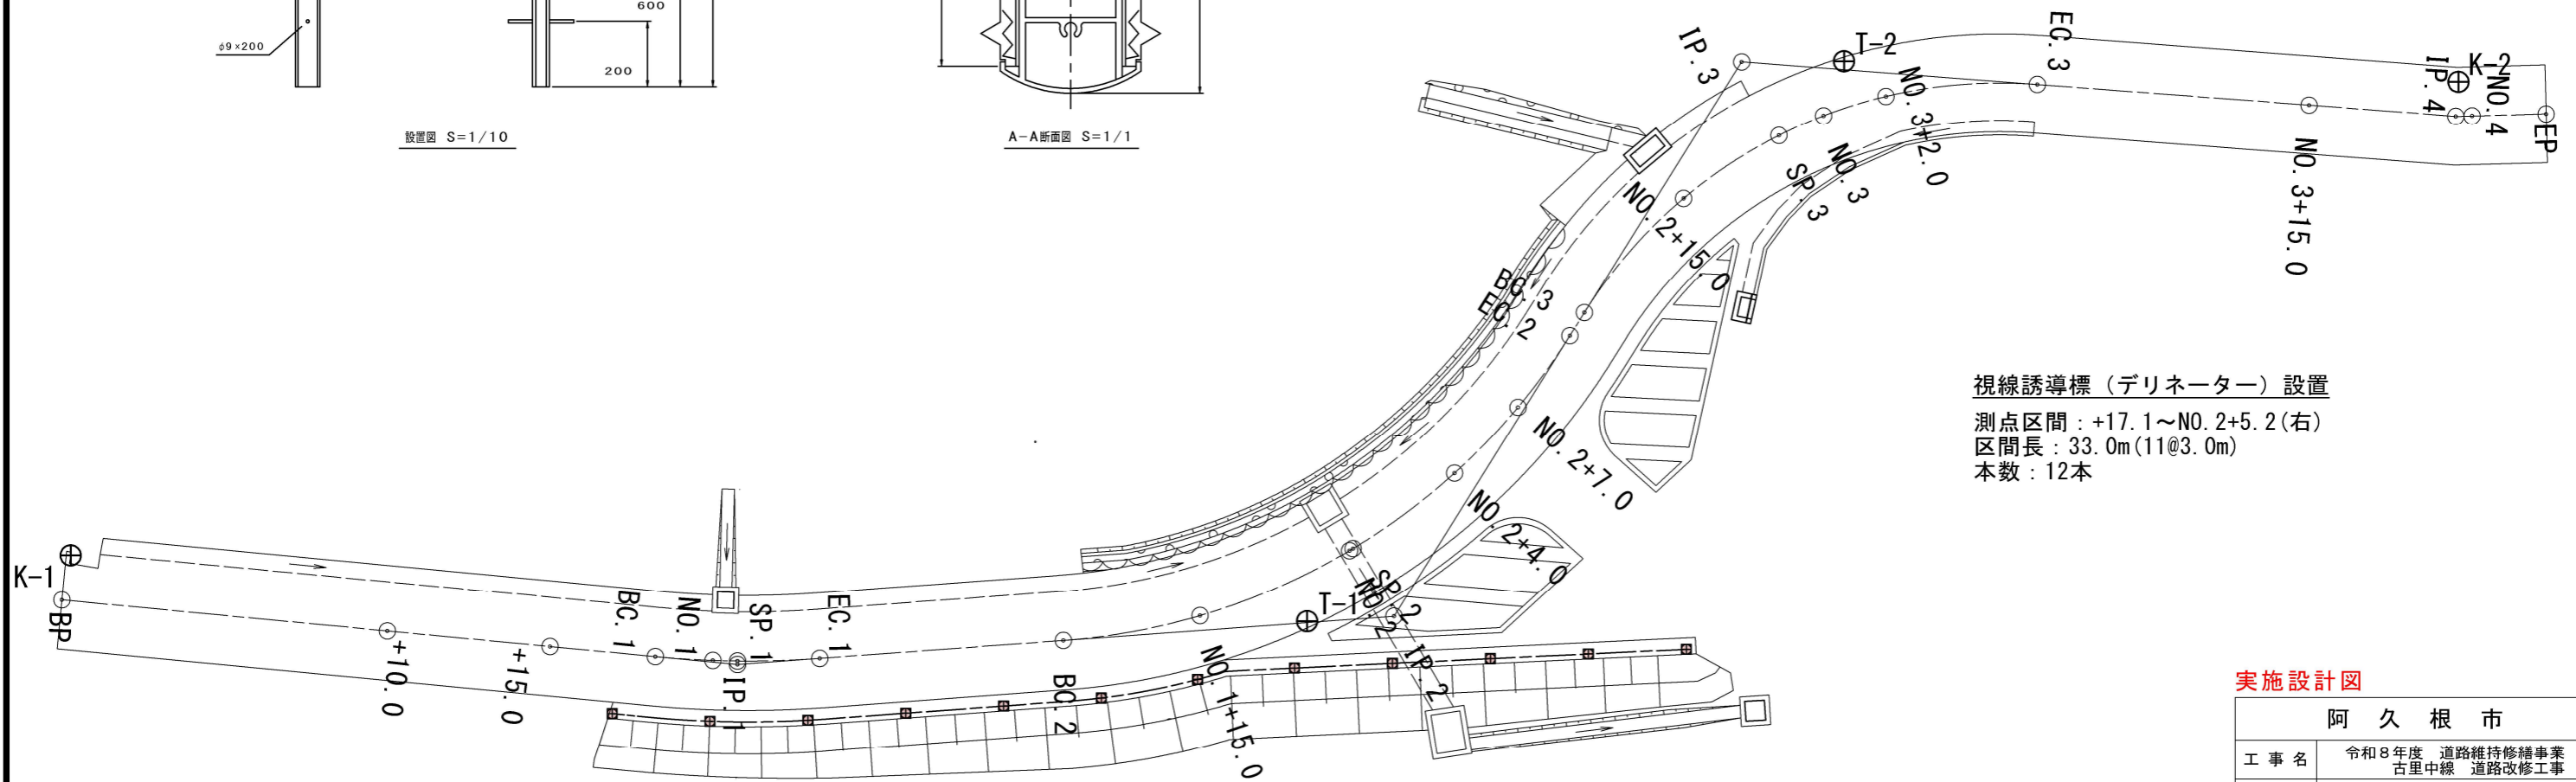 φ9×200
600
200
設置図 S=1/10
A-A断面図 S=1/1
IP.3
T-2
EC.3
NO.3+2.0
K-2
IP.4
NO.4
EP
NO.3+15.0
SP.3
NO.3
NO.2+15.0
BC.3
EC.2
NO.2+7.0
NO.2+4.0
視線誘導標（デリネーター）設置
測点区間：+17.1～NO.2+5.2(右)
区間長：33.0m(11@3.0m)
本数：12本
K-1
BP
+10.0
+15.0
BC.1
NO.1
SP.1
IP.1
EC.1
BC.2
NO.1+15.0
T-1
SP.2
NO.2
IP.2
実施設計図
阿久根市
工事名
令和8年度 道路維持修繕事業
古里中線 道路改修工事